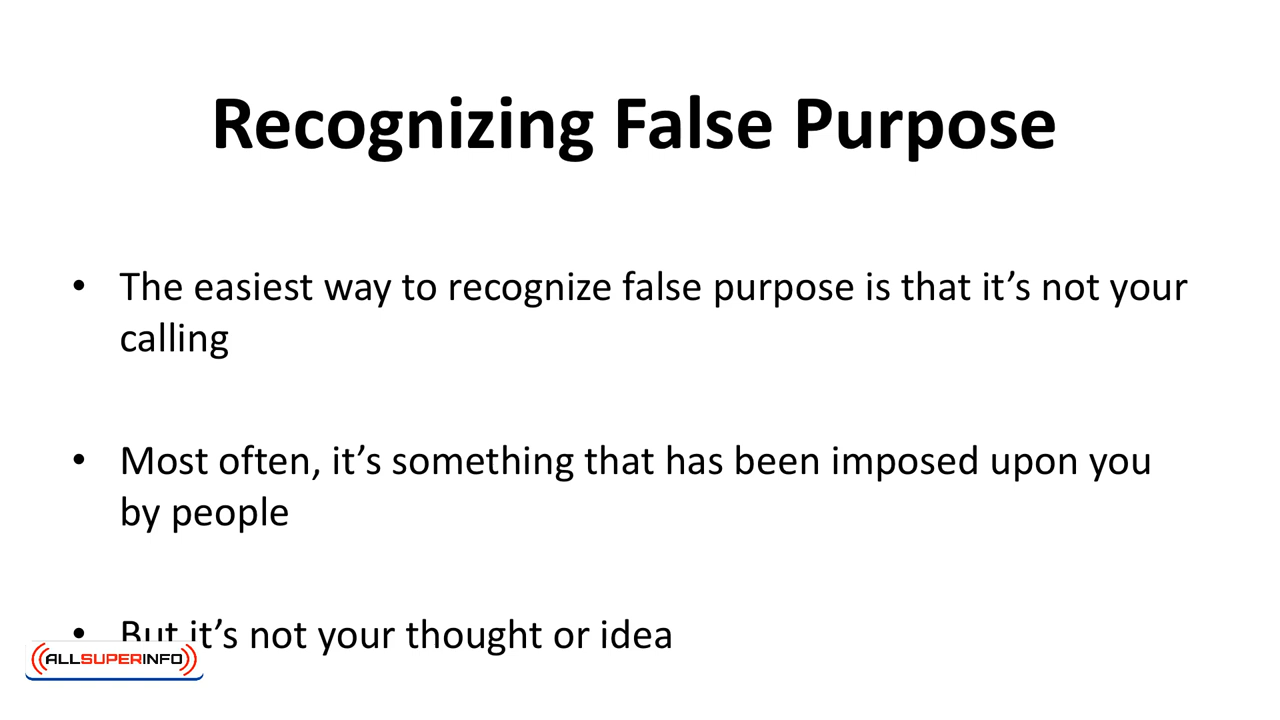 Recognizing False Purpose
• The easiest way to recognize false purpose is that it’s not your
calling
• Most often, it’s something that has been imposed upon you
by people
• But it’s not your thought or idea
ALLSUPERINFO